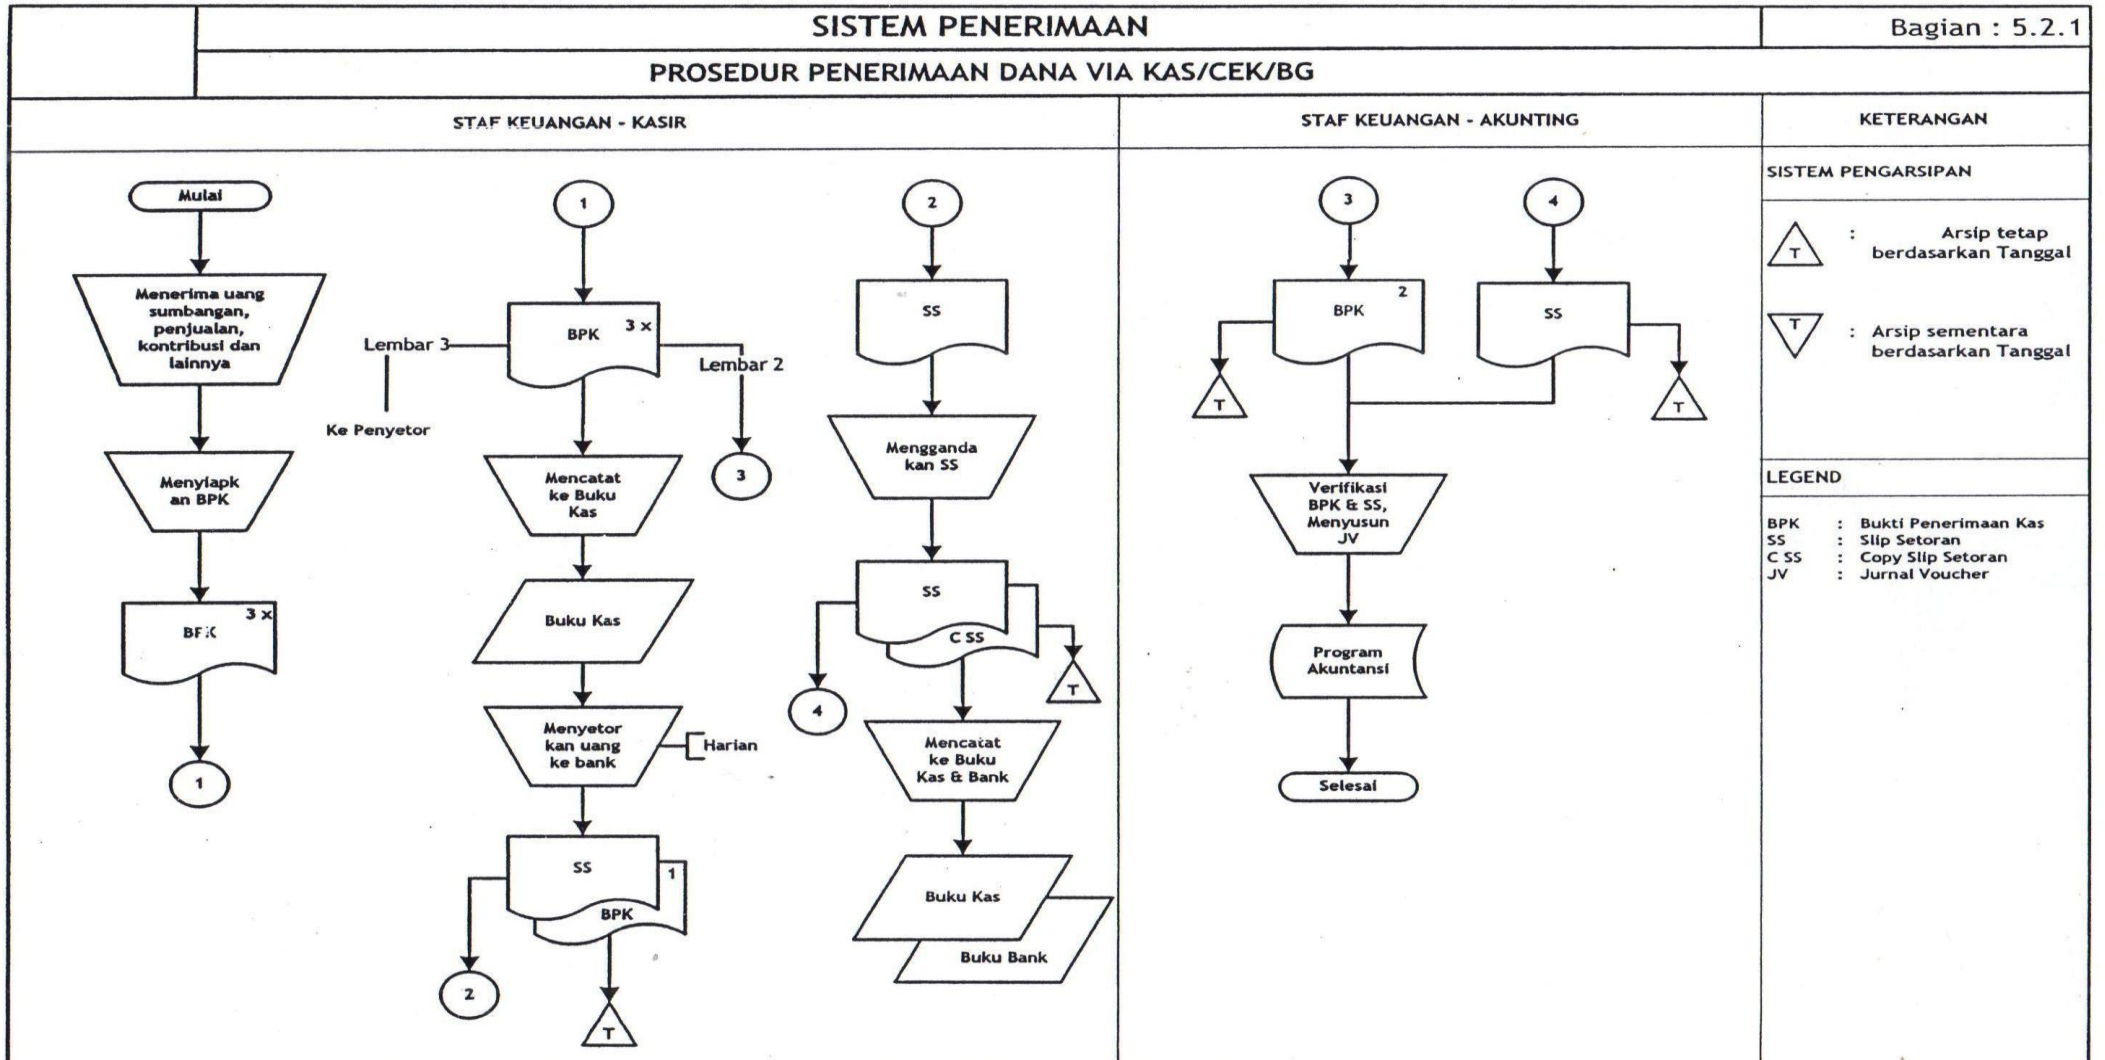 SISTEM PENERIMAAN
Bagian : 5.2.1
PROSEDUR PENERIMAAN DANA VIA KAS/CEK/BG
STAF KEUANGAN - KASIR
STAF KEUANGAN - AKUNTING
KETERANGAN
Mulai
Menerima uang
sumbangan,
penjualan,
kontribusi dan
lainnya
Menyiapk
an BPK
3 x
1
1
BPK
3 x
Lembar 3
Ke Penyetor
Lembar 2
3
Mencatat
ke Buku
Kas
Buku Kas
Menyetor
kan uang
ke bank
Harian
SS
1
BPK
2
T
2
SS
Mengganda
kan SS
SS
C SS
4
T
Mencatat
ke Buku
Kas & Bank
Buku Kas
Buku Bank
3
BPK
2
T
4
SS
T
Verifikasi
BPK & SS,
Menyusun
JV
Program
Akuntansi
Selesai
SISTEM PENGARSIPAN
T
: Arsip tetap
berdasarkan Tanggal
T
: Arsip sementara
berdasarkan Tanggal
LEGEND
BPK : Bukti Penerimaan Kas
SS : Slip Setoran
C SS : Copy Slip Setoran
JV : Jurnal Voucher